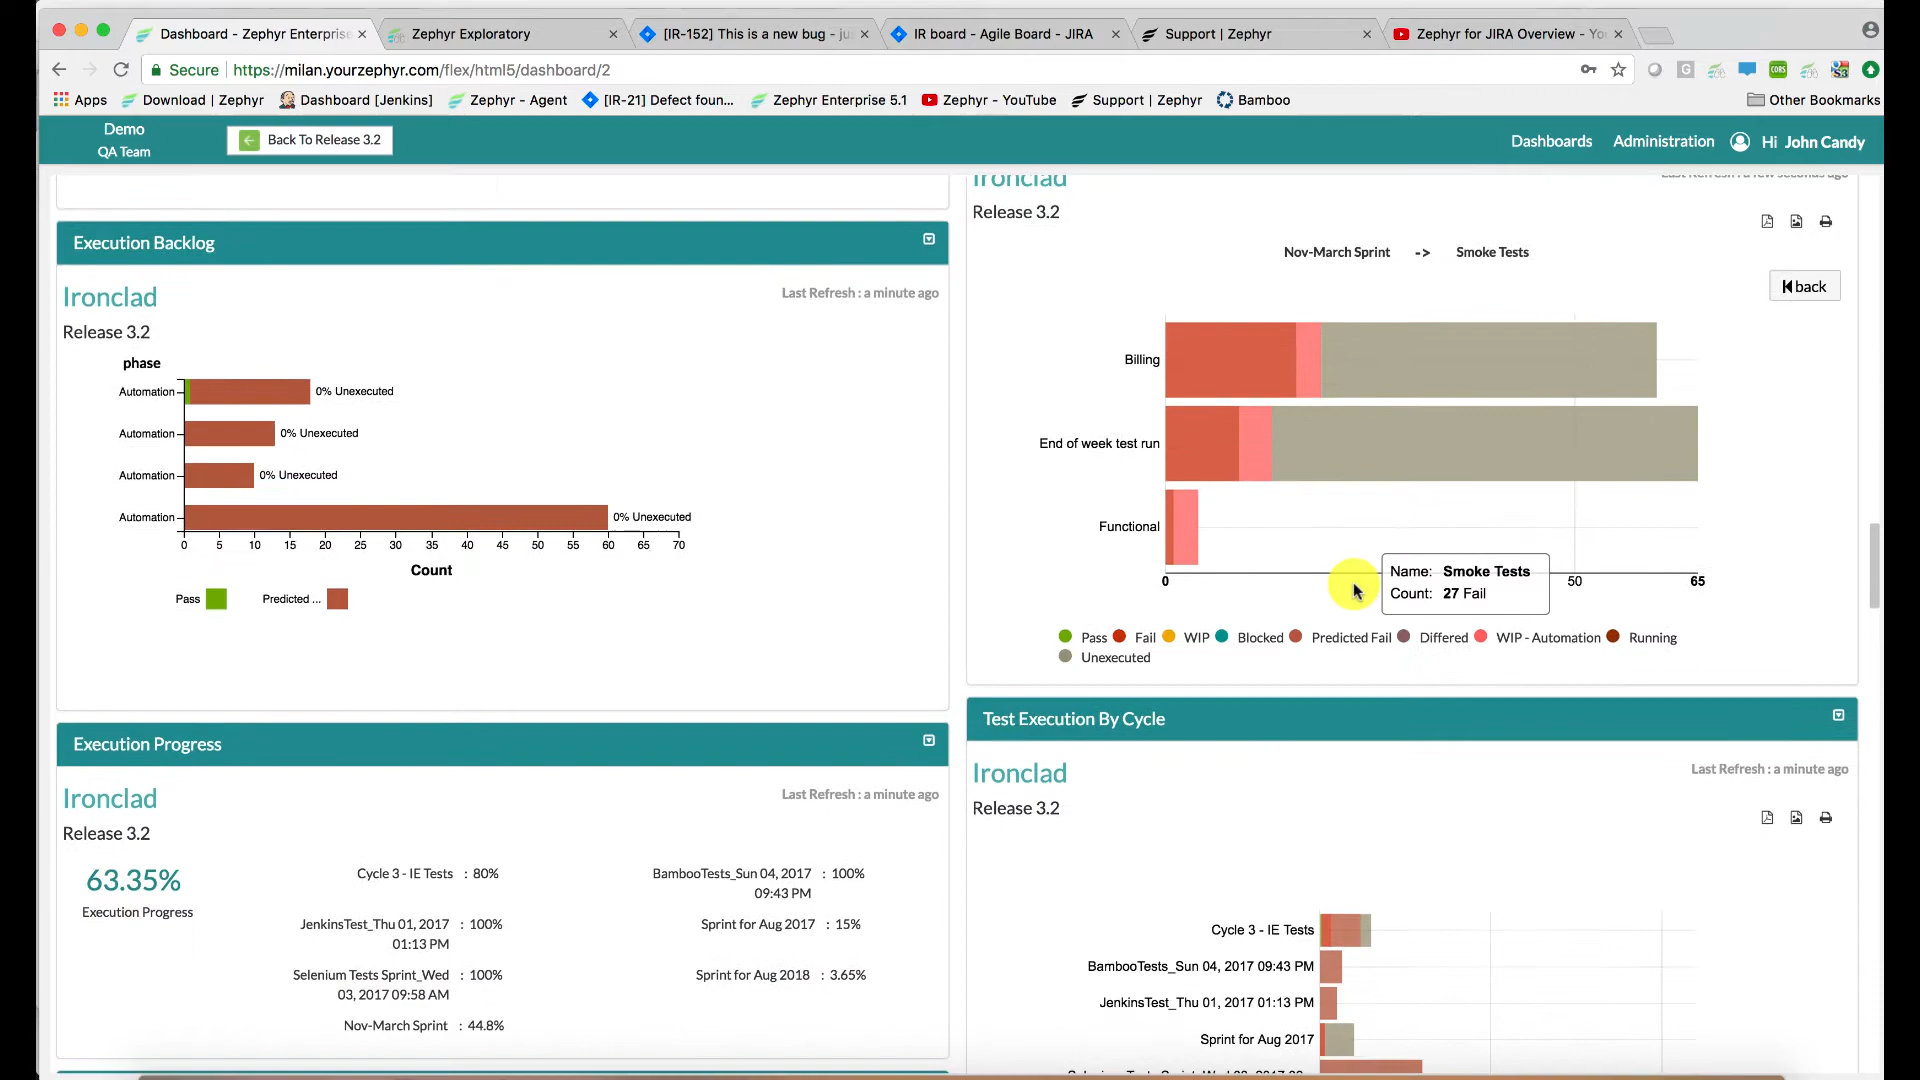 Dashboard - Zephyr Enterprise
Zephyr Exploratory
[IR-152] This is a new bug - ju
IR board - Agile Board - JIRA
Support | Zephyr
Zephyr for JIRA Overview - Yo
Secure
https://milan.yourzephyr.com/flex/html5/dashboard/2
Apps
Download | Zephyr
Dashboard [Jenkins]
Zephyr - Agent
[IR-21] Defect foun...
Zephyr Enterprise 5.1
Zephyr - YouTube
Support | Zephyr
Bamboo
Other Bookmarks
Demo
QA Team
Back To Release 3.2
Dashboards
Administration
Hi John Candy
Execution Backlog
Ironclad
Last Refresh : a minute ago
Release 3.2
phase
Automation
0% Unexecuted
Automation
0% Unexecuted
Automation
0% Unexecuted
Automation
0% Unexecuted
0 5 10 15 20 25 30 35 40 45 50 55 60 65 70
Count
Pass
Predicted ...
Ironclad
Last Refresh : a few seconds ago
Release 3.2
Nov-March Sprint -> Smoke Tests
back
Billing
End of week test run
Functional
0 50 65
Name: Smoke Tests
Count: 27 Fail
Pass Fail WIP Blocked Predicted Fail Differed WIP - Automation Running
Unexecuted
Execution Progress
Ironclad
Last Refresh : a minute ago
Release 3.2
63.35%
Execution Progress
Cycle 3 - IE Tests : 80%
BambooTests_Sun 04, 2017 : 100%
09:43 PM
JenkinsTest_Thu 01, 2017 : 100%
01:13 PM
Sprint for Aug 2017 : 15%
Selenium Tests Sprint_Wed : 100%
03, 2017 09:58 AM
Sprint for Aug 2018 : 3.65%
Nov-March Sprint : 44.8%
Test Execution By Cycle
Ironclad
Last Refresh : a minute ago
Release 3.2
Cycle 3 - IE Tests
BambooTests_Sun 04, 2017 09:43 PM
JenkinsTest_Thu 01, 2017 01:13 PM
Sprint for Aug 2017